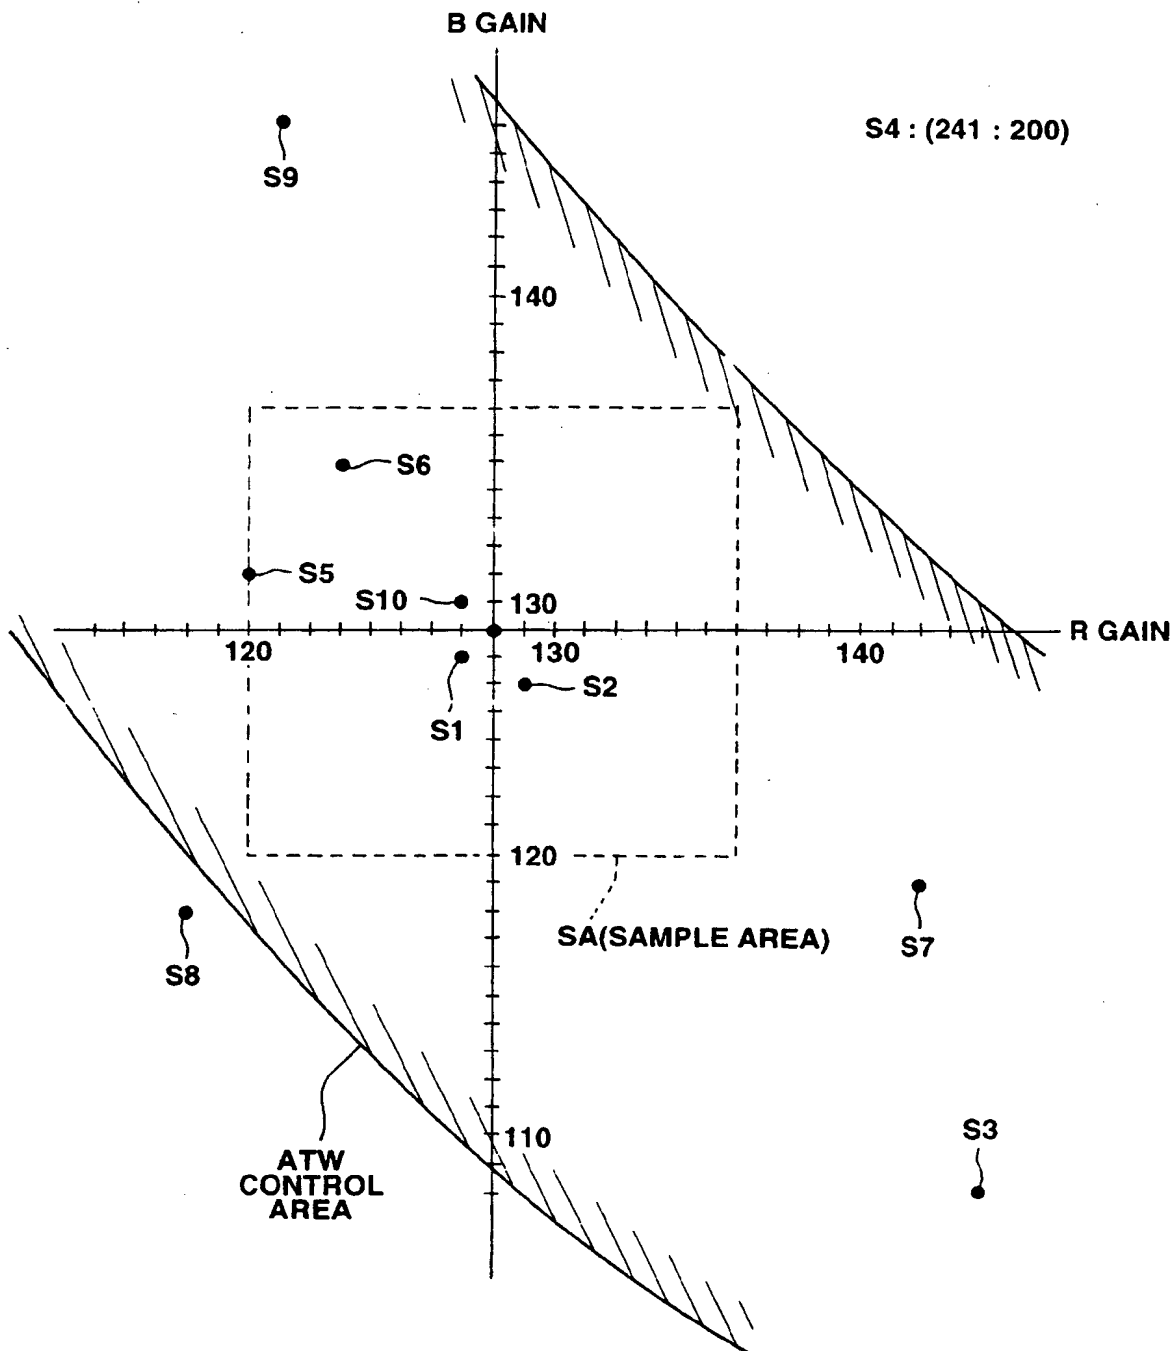 B GAIN
S4 : (241 : 200)
S9
140
S6
S5
S10
130
R GAIN
120
130
140
S2
S1
120
SA(SAMPLE AREA)
S7
S8
110
S3
ATW
CONTROL
AREA